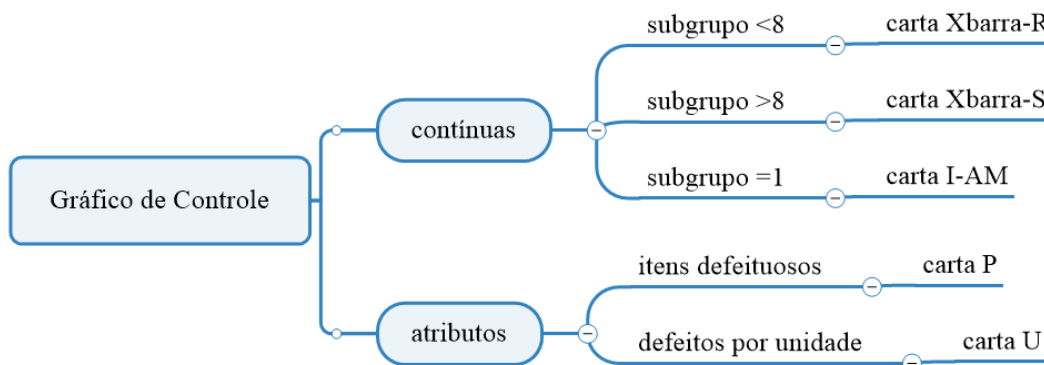 Gráfico de Controle
contínuas
subgrupo <8
carta Xbarra-R
subgrupo >8
carta Xbarra-S
subgrupo =1
carta I-AM
atributos
itens defeituosos
carta P
defeitos por unidade
carta U